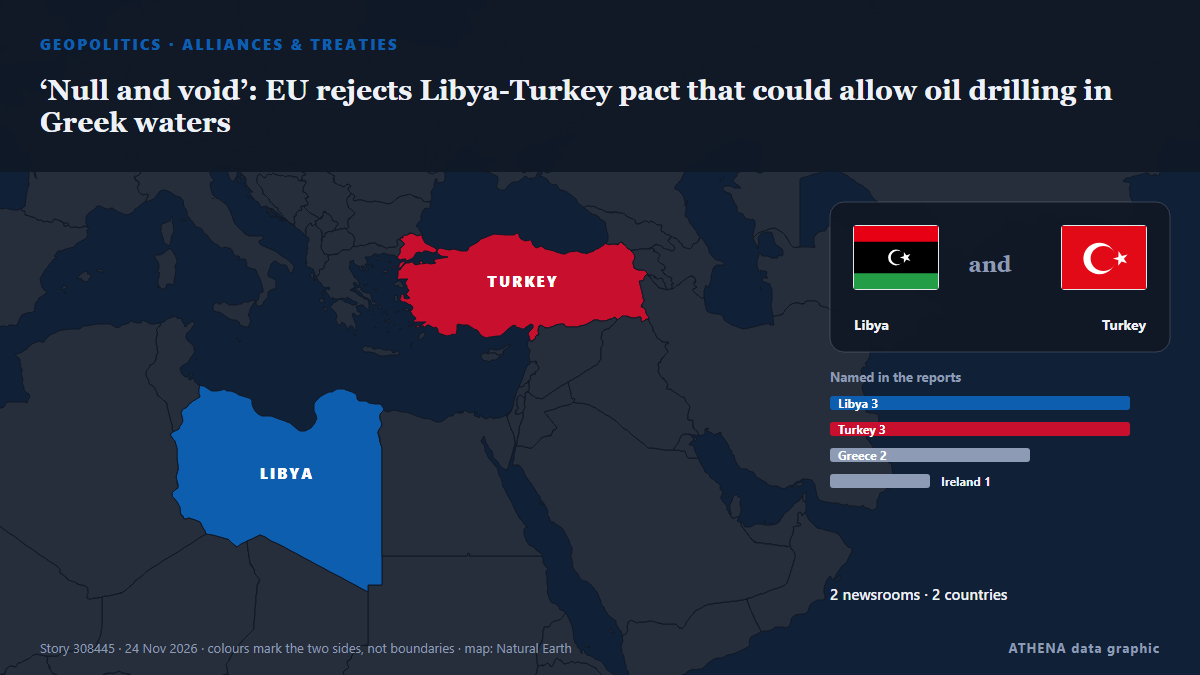 GEOPOLITICS · ALLIANCES & TREATIES
‘Null and void’: EU rejects Libya-Turkey pact that could allow oil drilling in
Greek waters
TURKEY
LIBYA
and
Libya
Turkey
Named in the reports
Libya 3
Turkey 3
Greece 2
Ireland 1
2 newsrooms · 2 countries
Story 308445 · 24 Nov 2026 · colours mark the two sides, not boundaries · map: Natural Earth
ATHENA data graphic